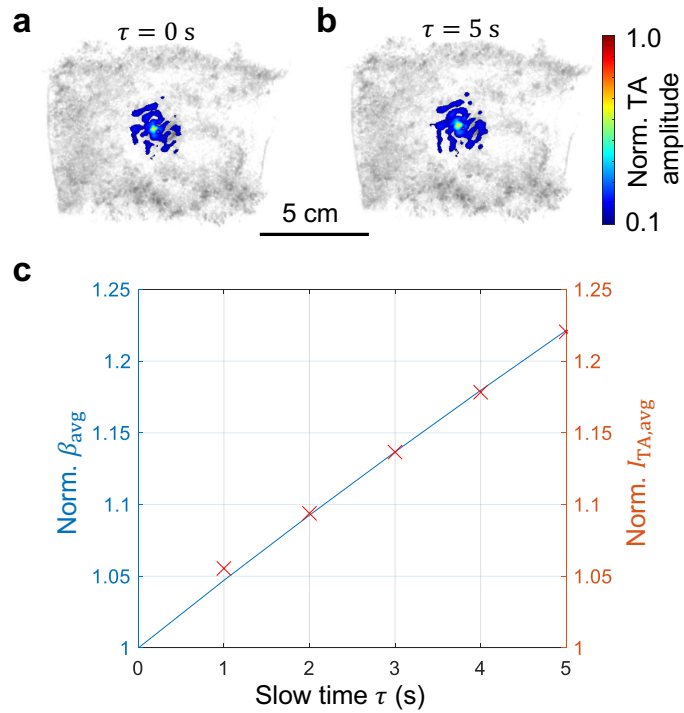 a
τ = 0 s
b
τ = 5 s
1.0
0.1
Norm. TA
amplitude
5 cm
c
1.25
1.2
1.15
1.1
1.05
1
Norm. βavg
1.25
1.2
1.15
1.1
1.05
1
Norm. ITA,avg
0 1 2 3 4 5
Slow time τ (s)